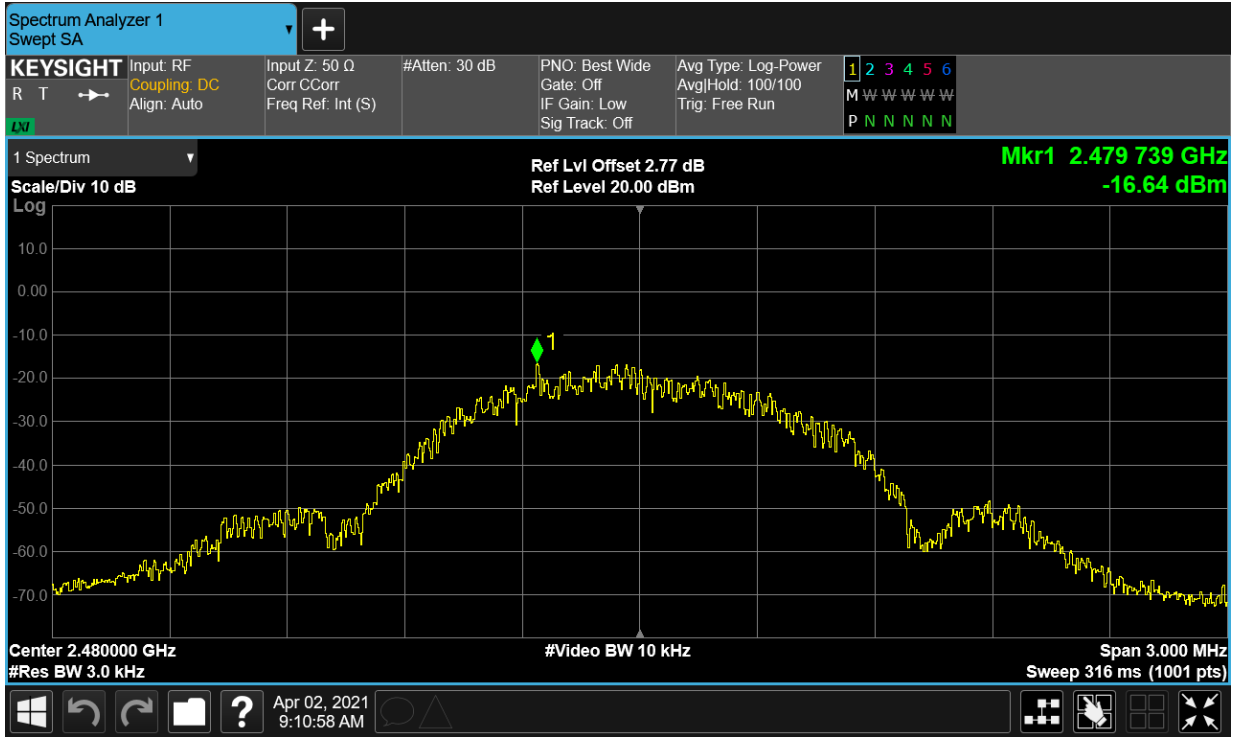 Spectrum Analyzer 1
Swept SA
+
KEYSIGHT
R T
LXI
Input: RF
Coupling: DC
Align: Auto
Input Z: 50 Ω
Corr CCorr
Freq Ref: Int (S)
#Atten: 30 dB
PNO: Best Wide
Gate: Off
IF Gain: Low
Sig Track: Off
Avg Type: Log-Power
Avg|Hold: 100/100
Trig: Free Run
1 2 3 4 5 6
M W W W W W
P N N N N N
1 Spectrum
Scale/Div 10 dB
Log
Ref Lvl Offset 2.77 dB
Ref Level 20.00 dBm
Mkr1 2.479 739 GHz
-16.64 dBm
10.0
0.00
-10.0
1
-20.0
-30.0
-40.0
-50.0
-60.0
-70.0
Center 2.480000 GHz
#Res BW 3.0 kHz
#Video BW 10 kHz
Span 3.000 MHz
Sweep 316 ms (1001 pts)
?
Apr 02, 2021
9:10:58 AM